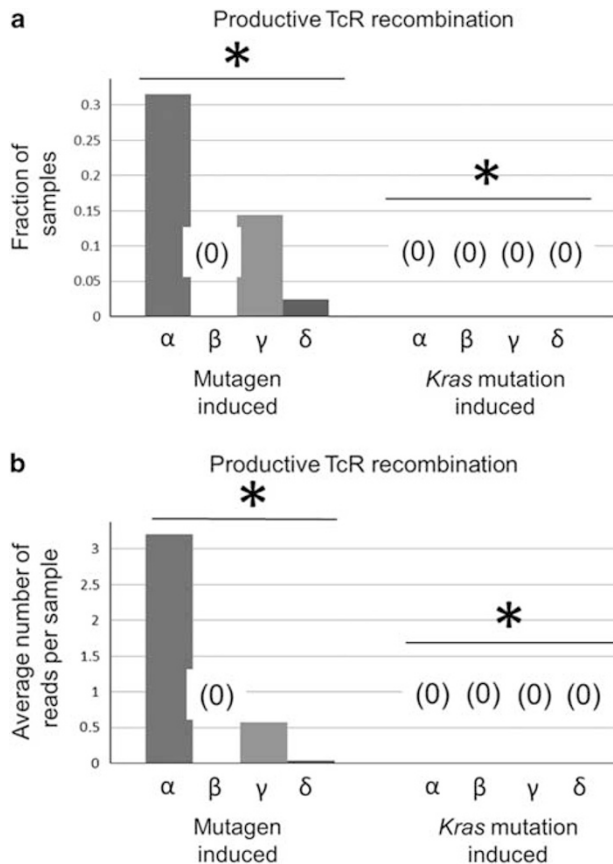 a
Productive TcR recombination
*
*
Fraction of
samples
0.3
0.25
0.2
0.15
0.1
0.05
0
(0)
(0) (0) (0) (0)
α β γ δ
α β γ δ
Mutagen
induced
Kras mutation
induced
b
Productive TcR recombination
*
*
Average number of
reads per sample
3
2.5
2
1.5
1
0.5
0
(0)
(0) (0) (0) (0)
α β γ δ
α β γ δ
Mutagen
induced
Kras mutation
induced